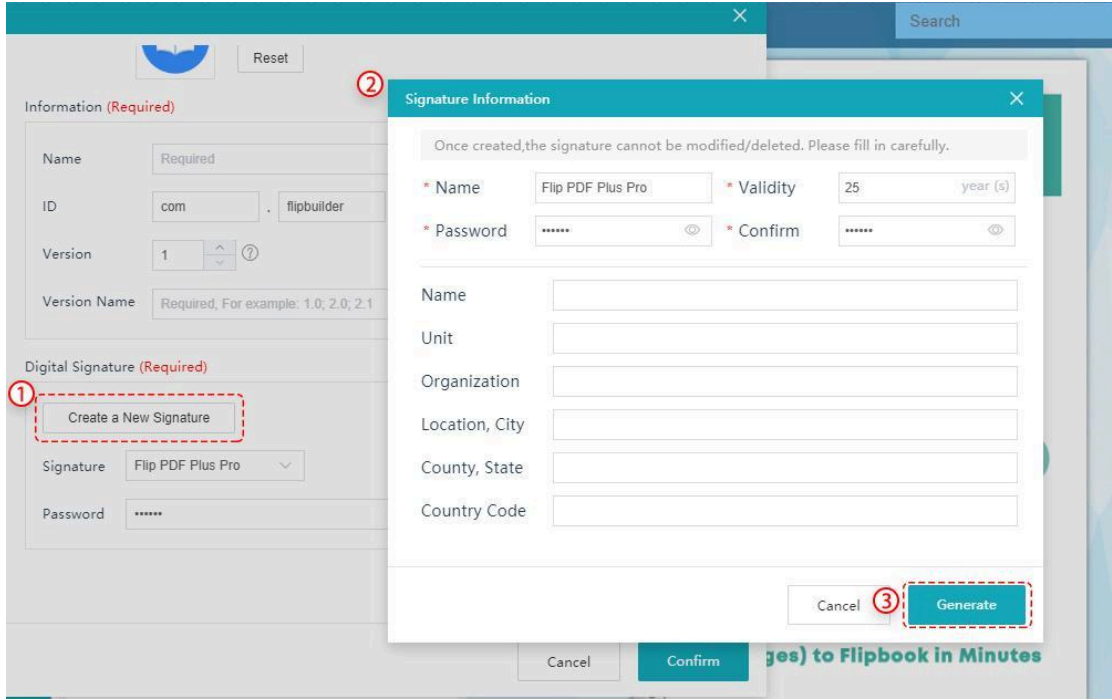 Search
Reset
②
Signature Information
Information (Required)
Once created,the signature cannot be modified/deleted. Please fill in carefully.
Name Required
* Name Flip PDF Plus Pro * Validity 25 year (s)
ID com . flipbuilder
* Password •••••• * Confirm ••••••
Version 1
Version Name Required, For example: 1.0; 2.0; 2.1
Name
Unit
Digital Signature (Required)
Organization
①
Create a New Signature
Location, City
Signature Flip PDF Plus Pro
County, State
Password ••••••
Country Code
Cancel ③ Generate
Cancel Confirm
ges) to Flipbook in Minutes